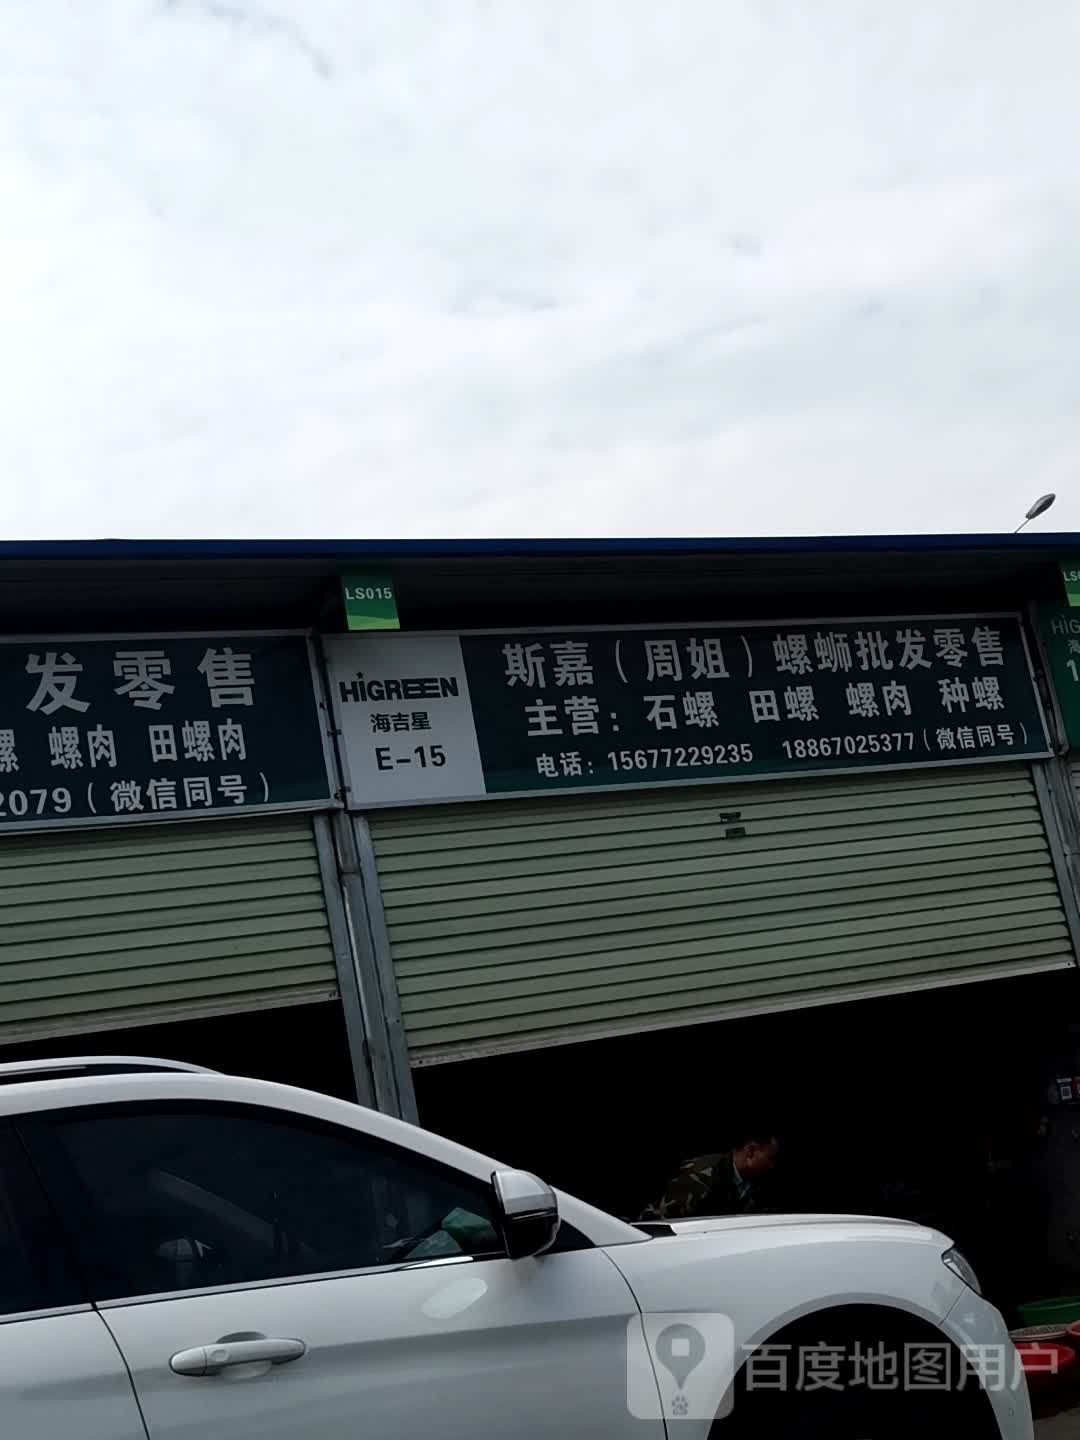 LS015
发零售
螺 螺肉 田螺肉
2079（微信同号）
HiGREEN
海吉星
E-15
斯嘉（周姐）螺蛳批发零售
主营：石螺 田螺 螺肉 种螺
电话：15677229235 18867025377（微信同号）
百度地图用户